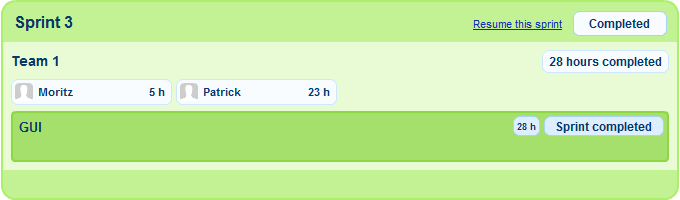 Sprint 3 Resume this sprint Completed
Team 1 28 hours completed
Moritz 5 h Patrick 23 h
GUI 28 h Sprint completed